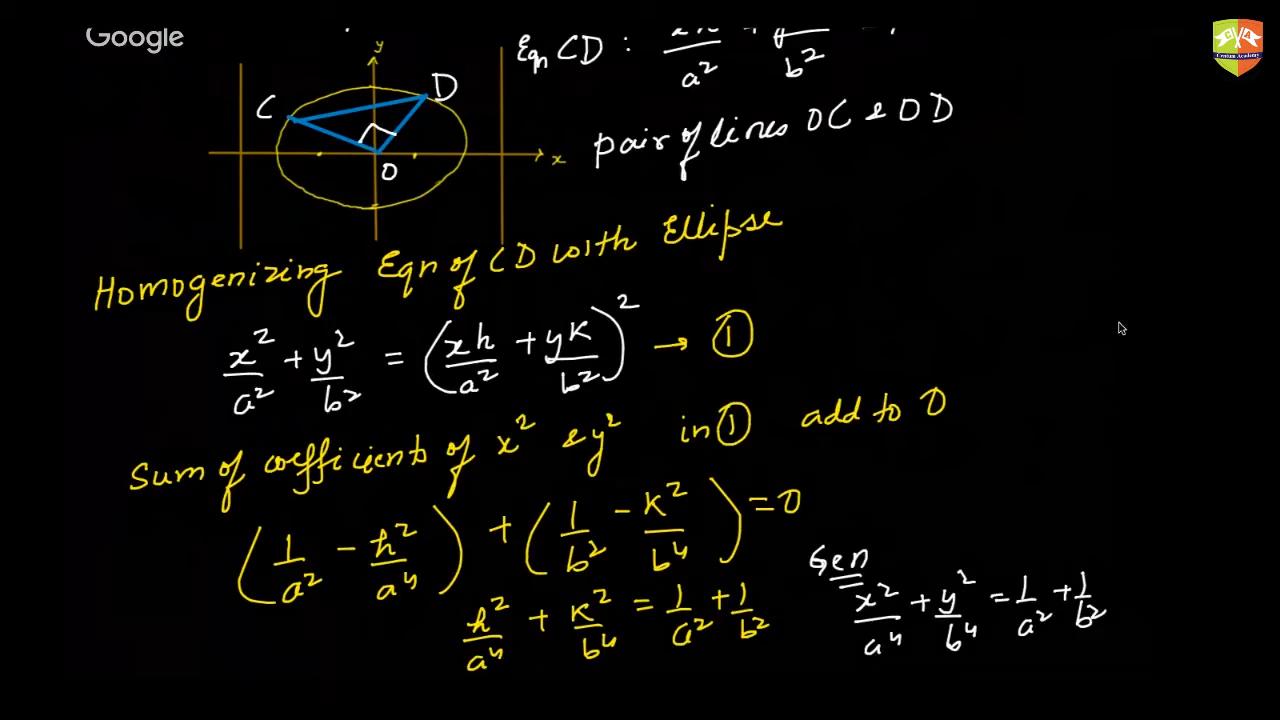 Google
Centum Academy
y
Eqn CD : xh/a² + y/b²
C
D
O
x
pair of lines OC & OD
Homogenizing Eqn of CD with Ellipse
x²/a² + y²/b² = (xh/a² + yk/b²)² → ①
Sum of coefficients of x² & y² in ① add to 0
(1/a² - h²/a⁴) + (1/b² - k²/b⁴) = 0
h²/a⁴ + k²/b⁴ = 1/a² + 1/b²
Gen
x²/a⁴ + y²/b⁴ = 1/a² + 1/b²